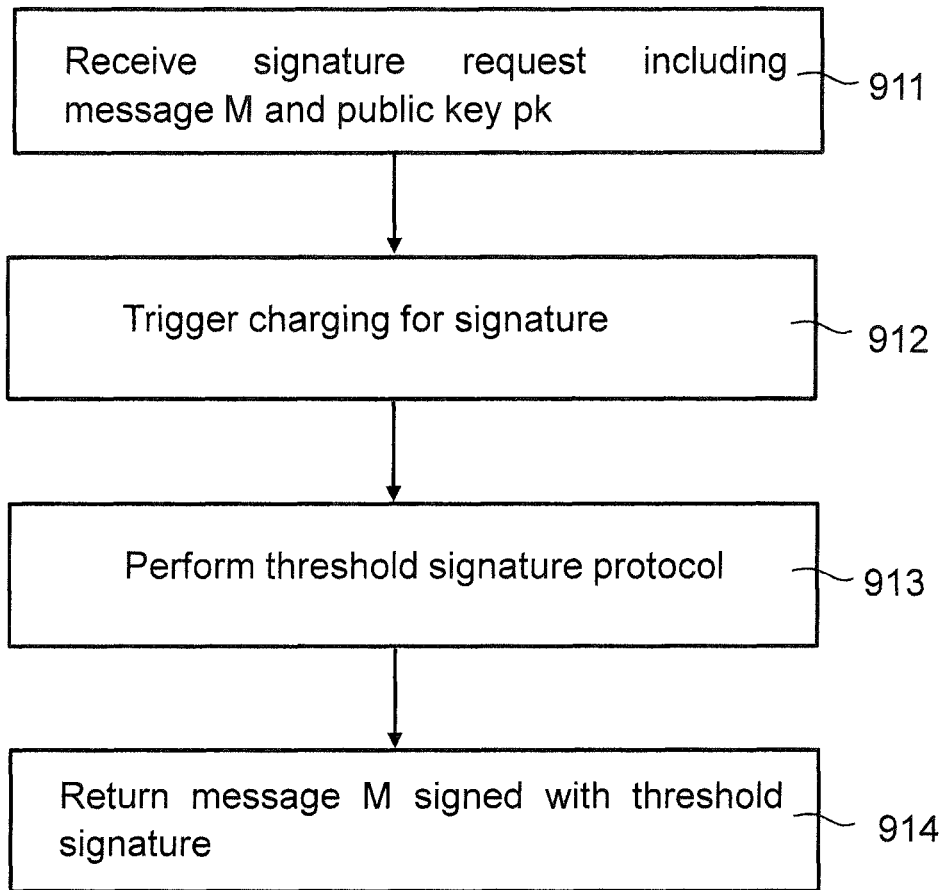 Receive signature request including
message M and public key pk
911
Trigger charging for signature
912
Perform threshold signature protocol
913
Return message M signed with threshold
signature
914